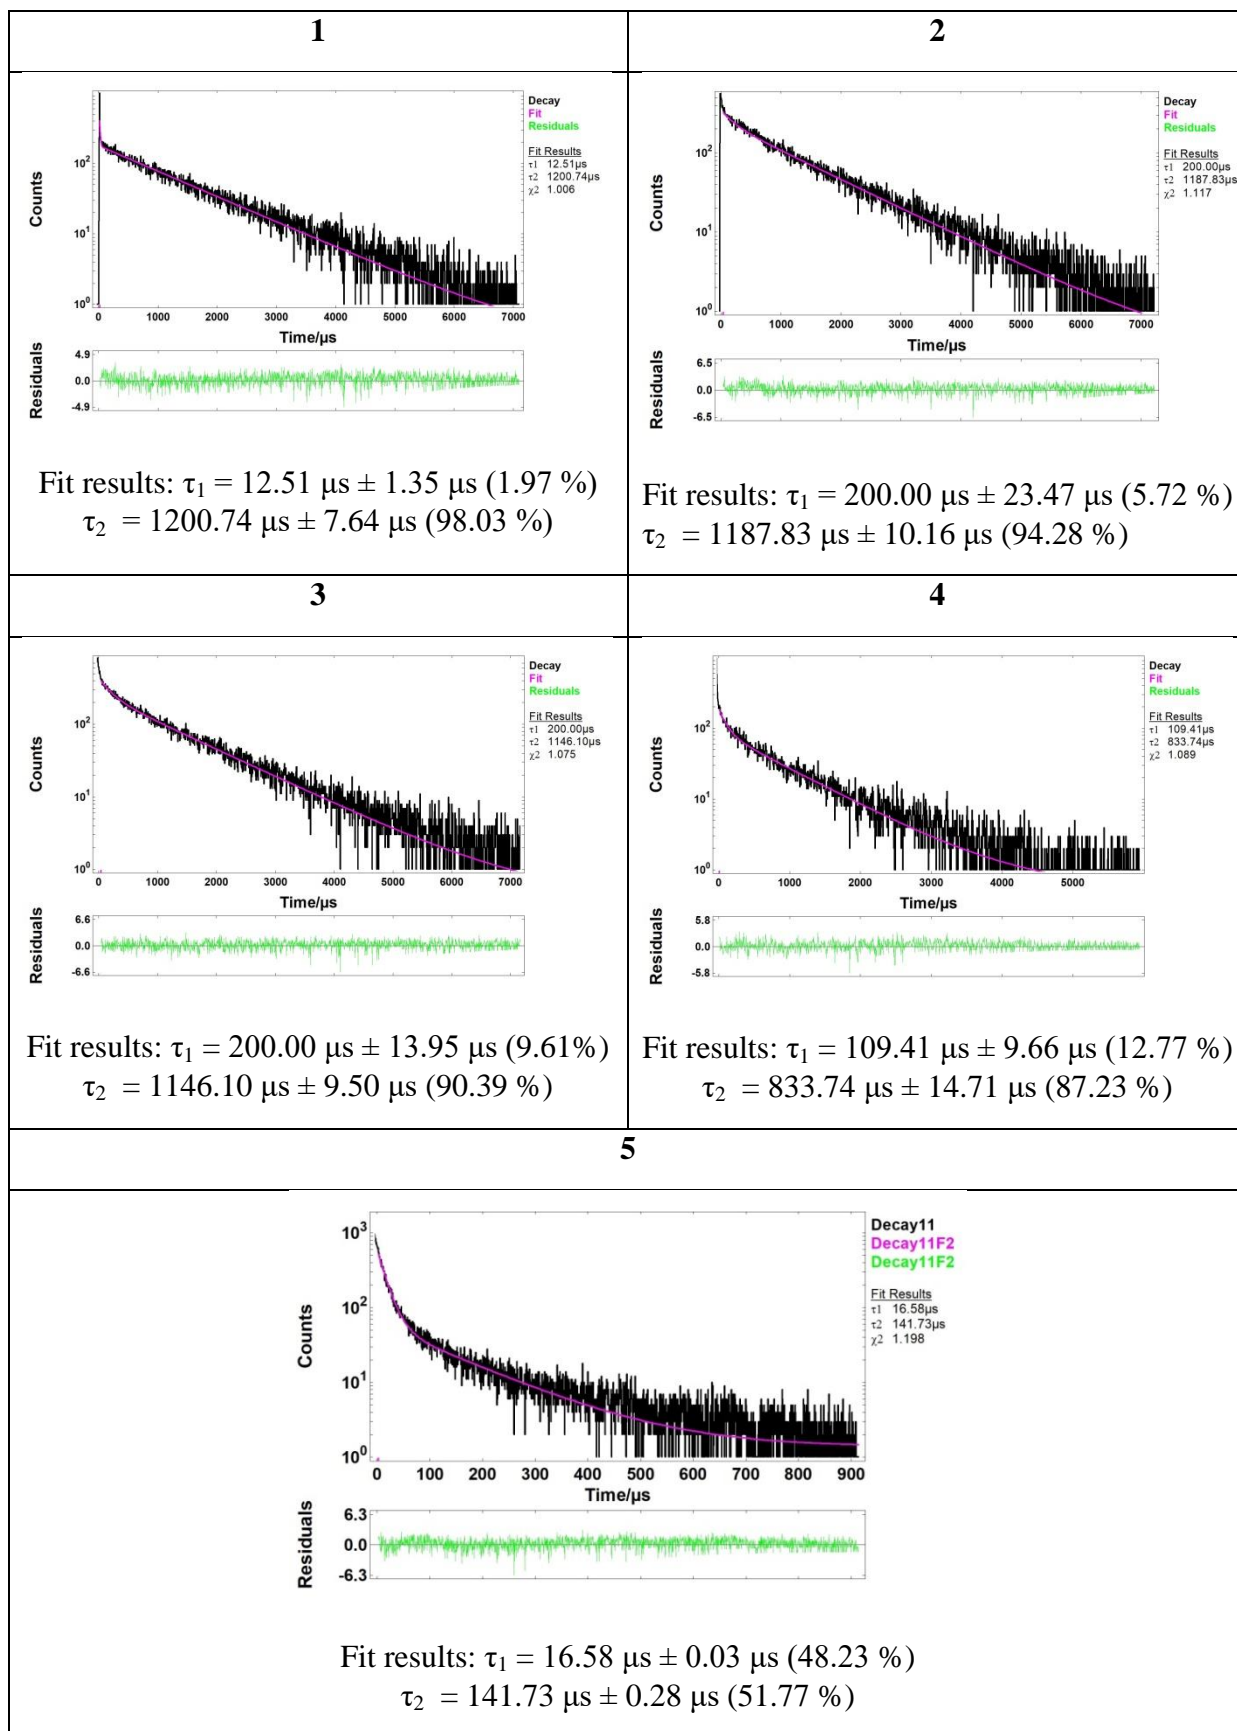 1
2
Decay
Fit
Residuals
Fit Results
τ1 12.51μs
τ2 1200.74μs
χ2 1.006
Counts
10²
10¹
10⁰
0 1000 2000 3000 4000 5000 6000 7000
Time/μs
Residuals
4.9
0.0
-4.9
Fit results: τ₁ = 12.51 μs ± 1.35 μs (1.97 %)
τ₂ = 1200.74 μs ± 7.64 μs (98.03 %)
Decay
Fit
Residuals
Fit Results
τ1 200.00μs
τ2 1187.83μs
χ2 1.117
Counts
10²
10¹
10⁰
0 1000 2000 3000 4000 5000 6000 7000
Time/μs
Residuals
6.5
0.0
-6.5
Fit results: τ₁ = 200.00 μs ± 23.47 μs (5.72 %)
τ₂ = 1187.83 μs ± 10.16 μs (94.28 %)
3
4
Decay
Fit
Residuals
Fit Results
τ1 200.00μs
τ2 1146.10μs
χ2 1.075
Counts
10²
10¹
10⁰
0 1000 2000 3000 4000 5000 6000 7000
Time/μs
Residuals
6.6
0.0
-6.6
Fit results: τ₁ = 200.00 μs ± 13.95 μs (9.61%)
τ₂ = 1146.10 μs ± 9.50 μs (90.39 %)
Decay
Fit
Residuals
Fit Results
τ1 109.41μs
τ2 833.74μs
χ2 1.089
Counts
10²
10¹
10⁰
0 1000 2000 3000 4000 5000
Time/μs
Residuals
5.8
0.0
-5.8
Fit results: τ₁ = 109.41 μs ± 9.66 μs (12.77 %)
τ₂ = 833.74 μs ± 14.71 μs (87.23 %)
5
Decay11
Decay11F2
Decay11F2
Fit Results
τ1 16.58μs
τ2 141.73μs
χ2 1.198
Counts
10³
10²
10¹
10⁰
0 100 200 300 400 500 600 700 800 900
Time/μs
Residuals
6.3
0.0
-6.3
Fit results: τ₁ = 16.58 μs ± 0.03 μs (48.23 %)
τ₂ = 141.73 μs ± 0.28 μs (51.77 %)